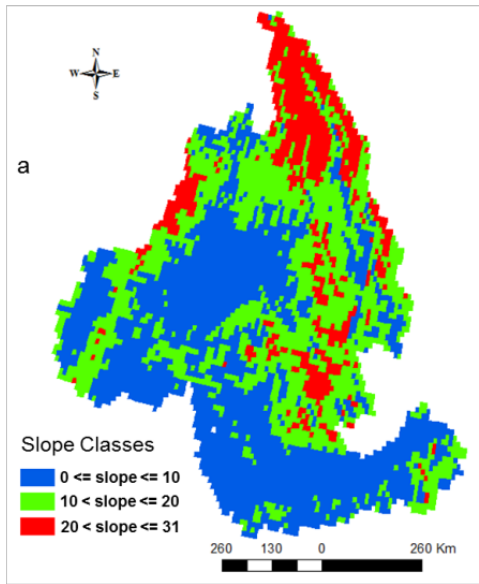 N
W E
S
a
Slope Classes
0 <= slope <= 10
10 < slope <= 20
20 < slope <= 31
260 130 0 260 Km